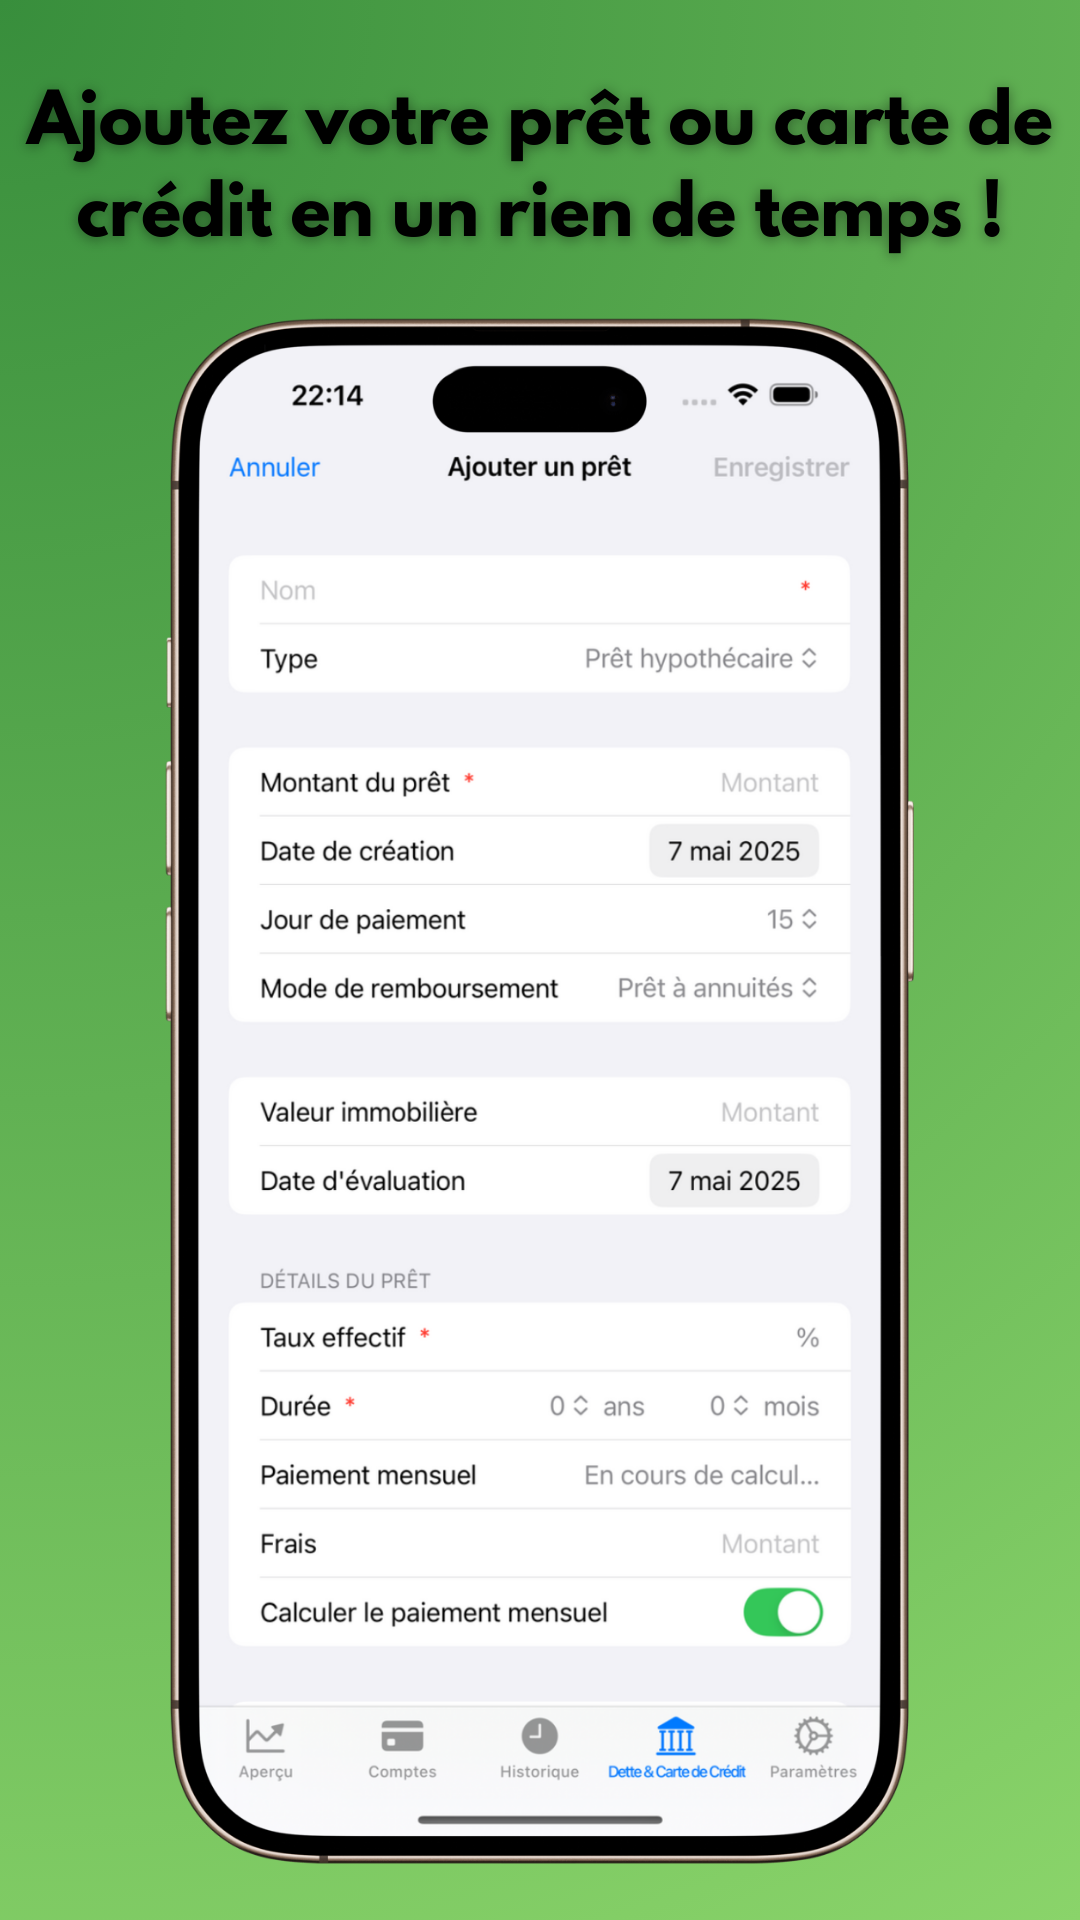 Ajoutez votre prêt ou carte de
crédit en un rien de temps !
22:14
Annuler Ajouter un prêt Enregistrer
Nom *
Type Prêt hypothécaire
Montant du prêt * Montant
Date de création 7 mai 2025
Jour de paiement 15
Mode de remboursement Prêt à annuités
Valeur immobilière Montant
Date d'évaluation 7 mai 2025
DÉTAILS DU PRÊT
Taux effectif * %
Durée * 0 ans 0 mois
Paiement mensuel En cours de calcul...
Frais Montant
Calculer le paiement mensuel
Aperçu Comptes Historique Dette & Carte de Crédit Paramètres